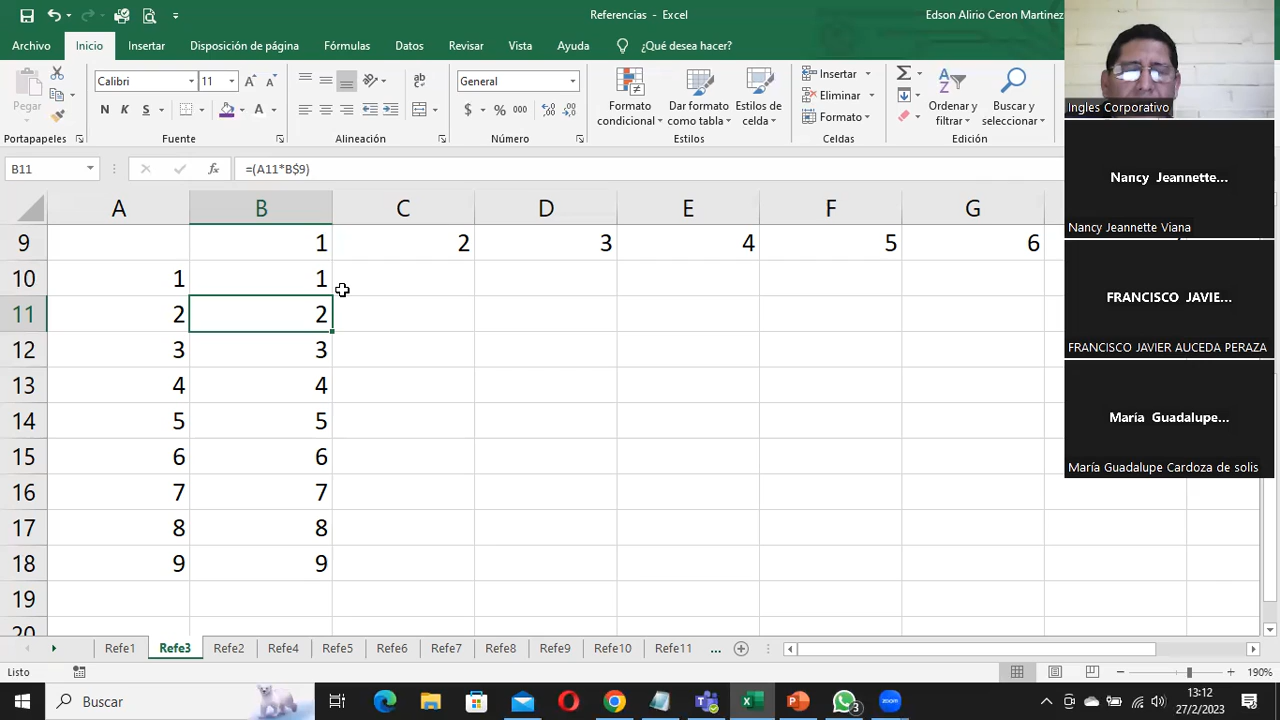 Referencias - Excel
Edson Alirio Ceron Martinez
Archivo Inicio Insertar Disposición de página Fórmulas Datos Revisar Vista Ayuda ¿Qué desea hacer?
Pegar
Calibri 11
N K S
ab
General
$ % 000
Formato condicional
Dar formato como tabla
Estilos de celda
Insertar
Eliminar
Formato
Ordenar y filtrar
Buscar y seleccionar
Portapapeles Fuente Alineación Número Estilos Celdas Edición
B11 fx =(A11*B$9)
A B C D E F G
9 1 2 3 4 5 6
10 1 1
11 2 2
12 3 3
13 4 4
14 5 5
15 6 6
16 7 7
17 8 8
18 9 9
19
20
Refe1 Refe3 Refe2 Refe4 Refe5 Refe6 Refe7 Refe8 Refe9 Refe10 Refe11 ...
Listo
190%
Buscar
3
zoom
13:12
27/2/2023
Ingles Corporativo
Nancy Jeannette...
Nancy Jeannette Viana
FRANCISCO JAVIE...
FRANCISCO JAVIER AUCEDA PERAZA
María Guadalupe...
María Guadalupe Cardoza de solis